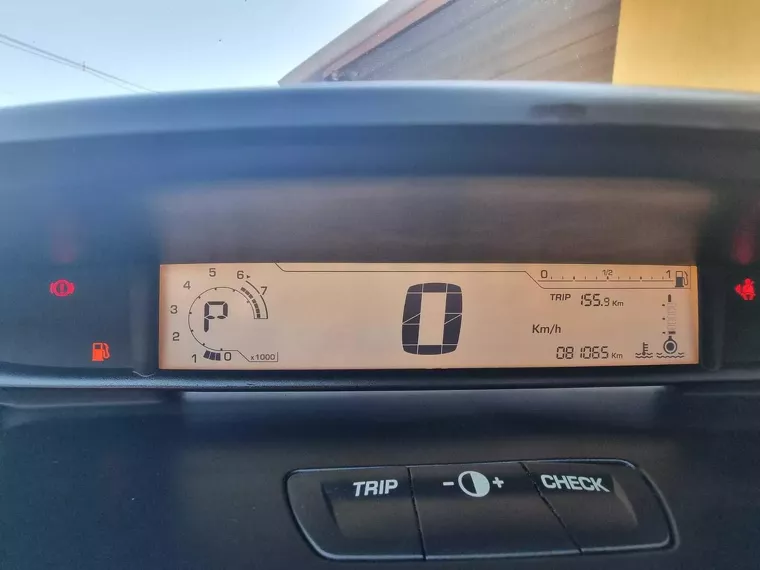 5 6
4 7
3 P
2
1 0 x1000
0
0 1/2 1
TRIP 155.9 Km
Km/h
081065 Km
TRIP - + CHECK